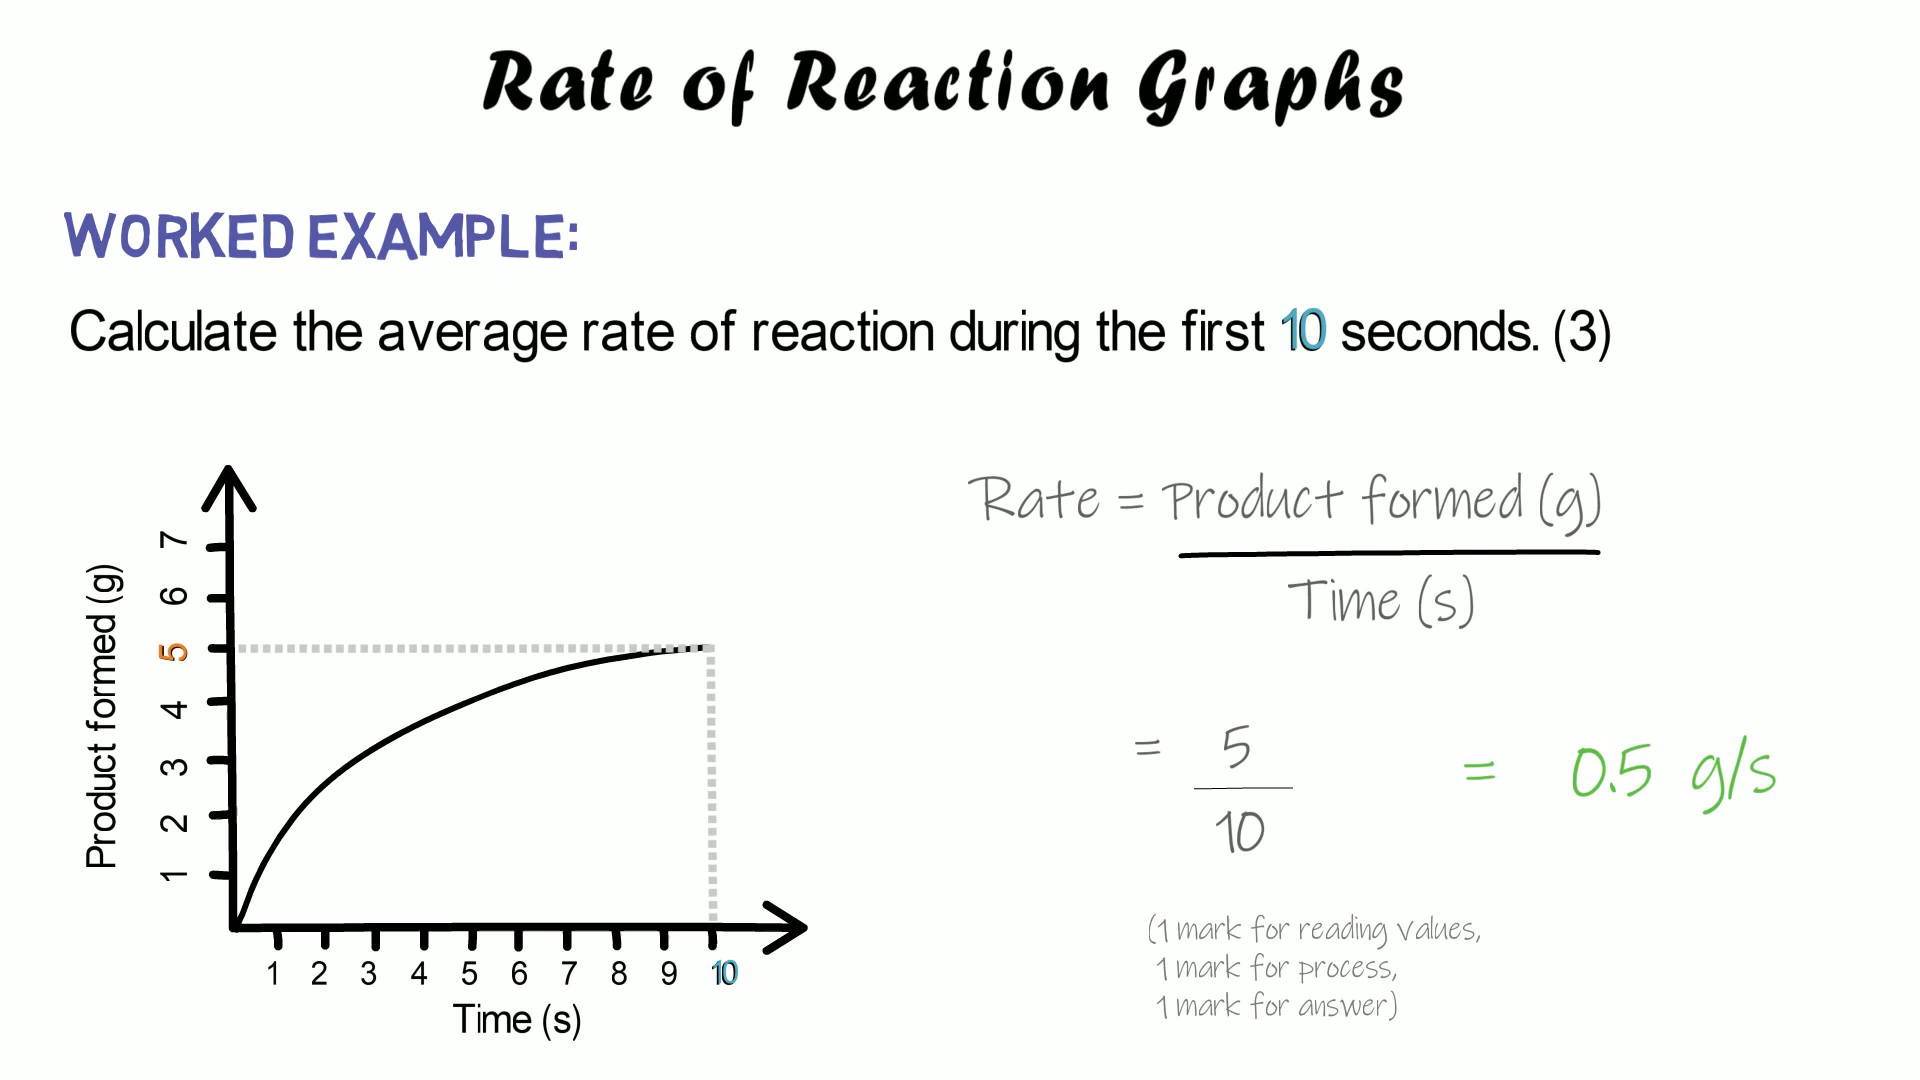 Rate of Reaction Graphs
WORKED EXAMPLE:
Calculate the average rate of reaction during the first 10 seconds. (3)
Product formed (g)
7
6
5
4
3
2
1
1 2 3 4 5 6 7 8 9 10
Time (s)
Rate = Product formed (g)
Time (s)
= 5
10
= 0.5 g/s
(1 mark for reading values,
1 mark for process,
1 mark for answer)